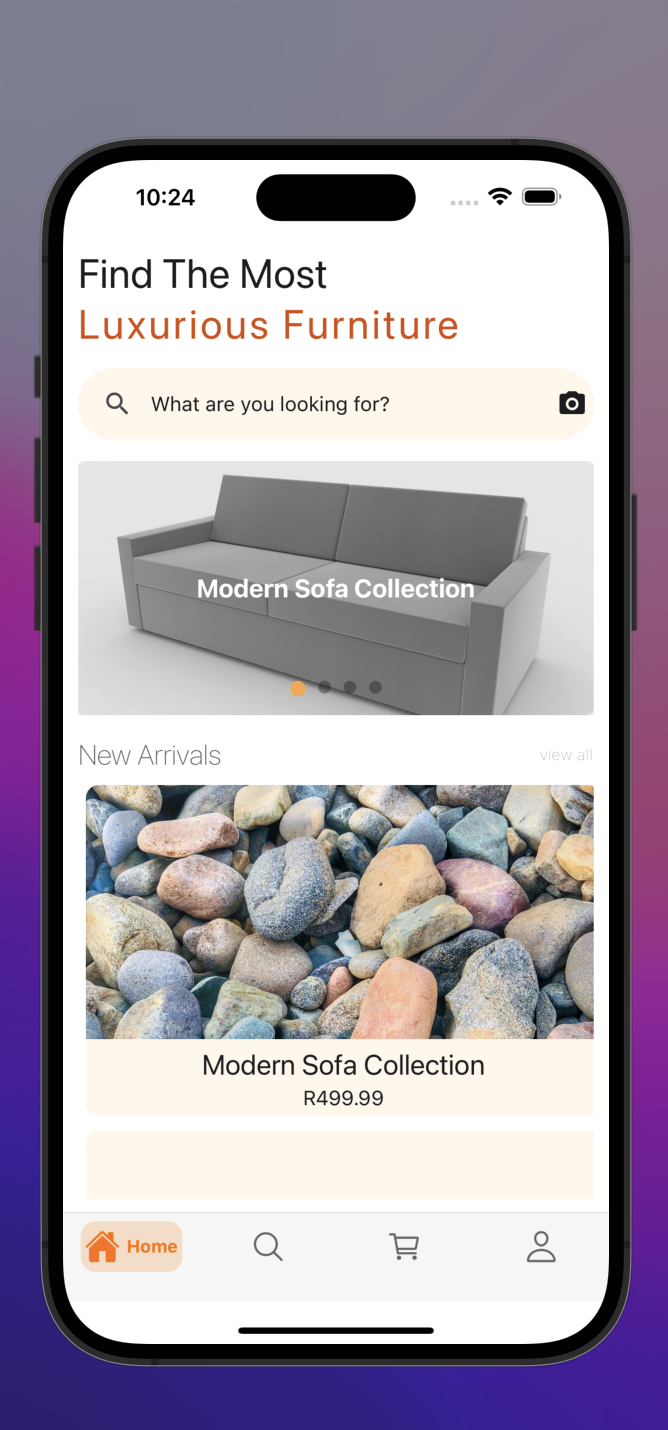 10:24
Find The Most
Luxurious Furniture
What are you looking for?
Modern Sofa Collection
New Arrivals
view all
Modern Sofa Collection
R499.99
Home